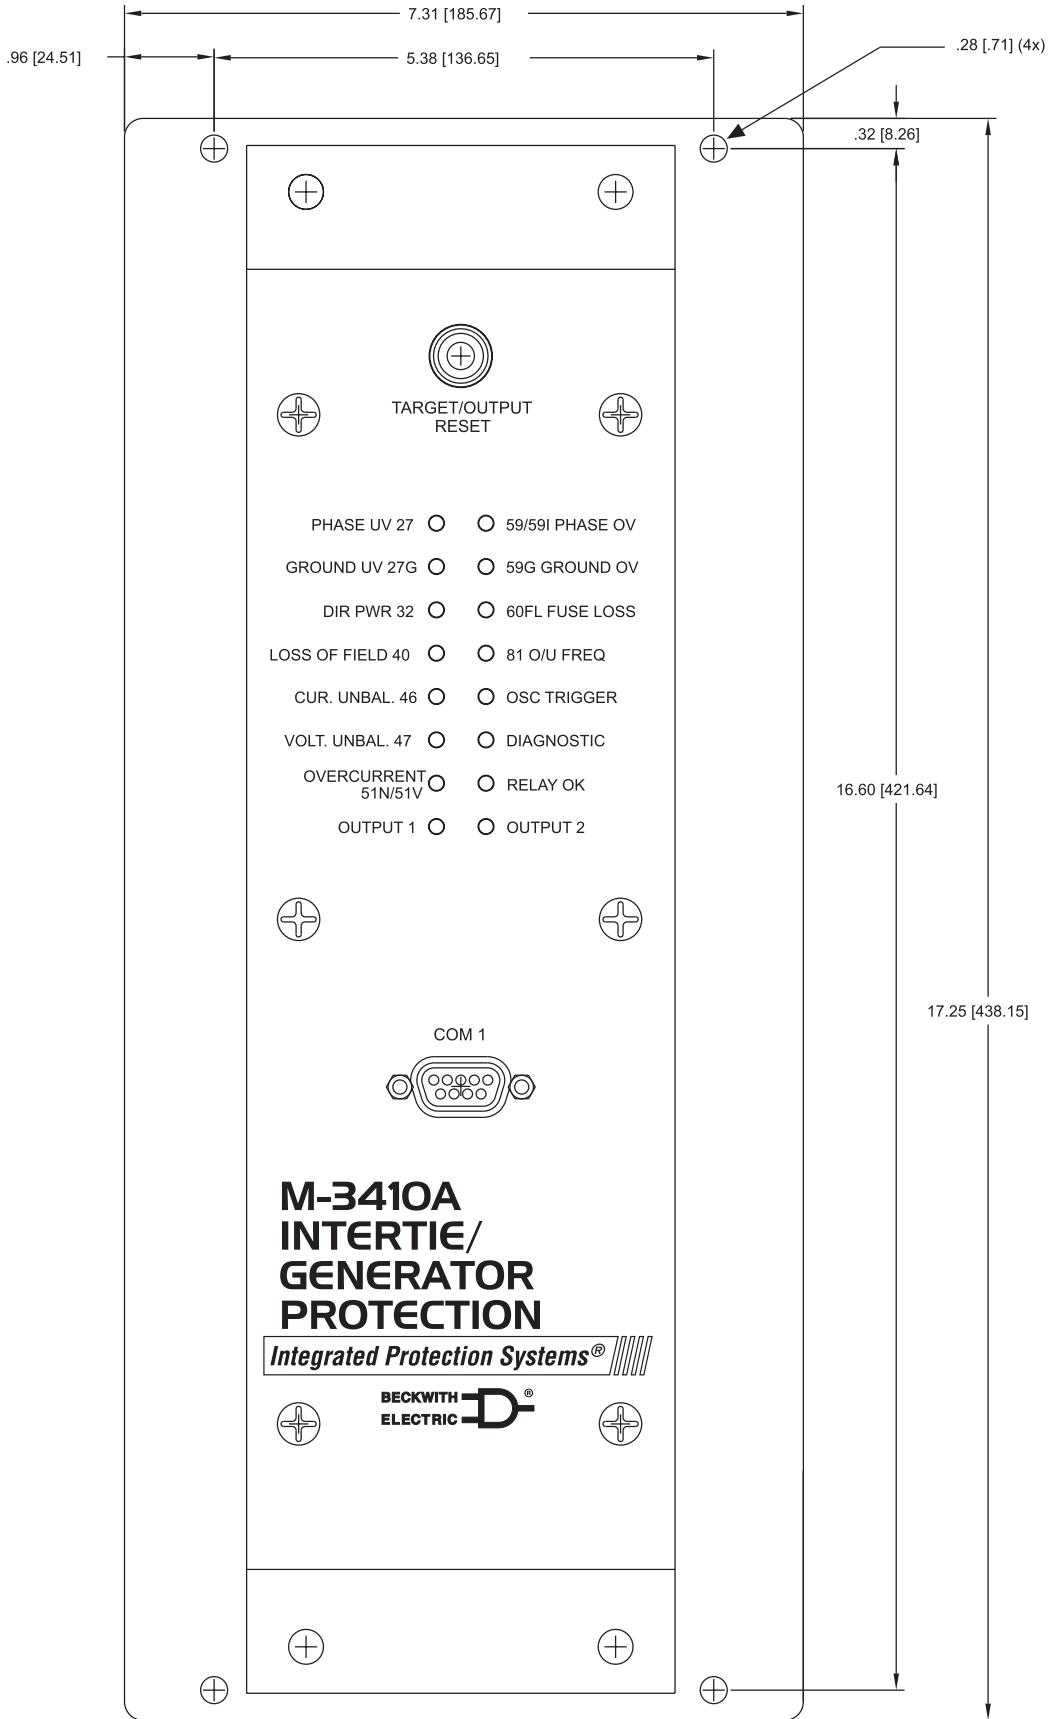 7.31 [185.67]
.96 [24.51]
5.38 [136.65]
.28 [.71] (4x)
.32 [8.26]
TARGET/OUTPUT
RESET
PHASE UV 27
59/59I PHASE OV
GROUND UV 27G
59G GROUND OV
DIR PWR 32
60FL FUSE LOSS
LOSS OF FIELD 40
81 O/U FREQ
CUR. UNBAL. 46
OSC TRIGGER
VOLT. UNBAL. 47
DIAGNOSTIC
OVERCURRENT
51N/51V
RELAY OK
16.60 [421.64]
OUTPUT 1
OUTPUT 2
17.25 [438.15]
COM 1
M-3410A
INTERTIE/
GENERATOR
PROTECTION
Integrated Protection Systems®
BECKWITH
ELECTRIC
®